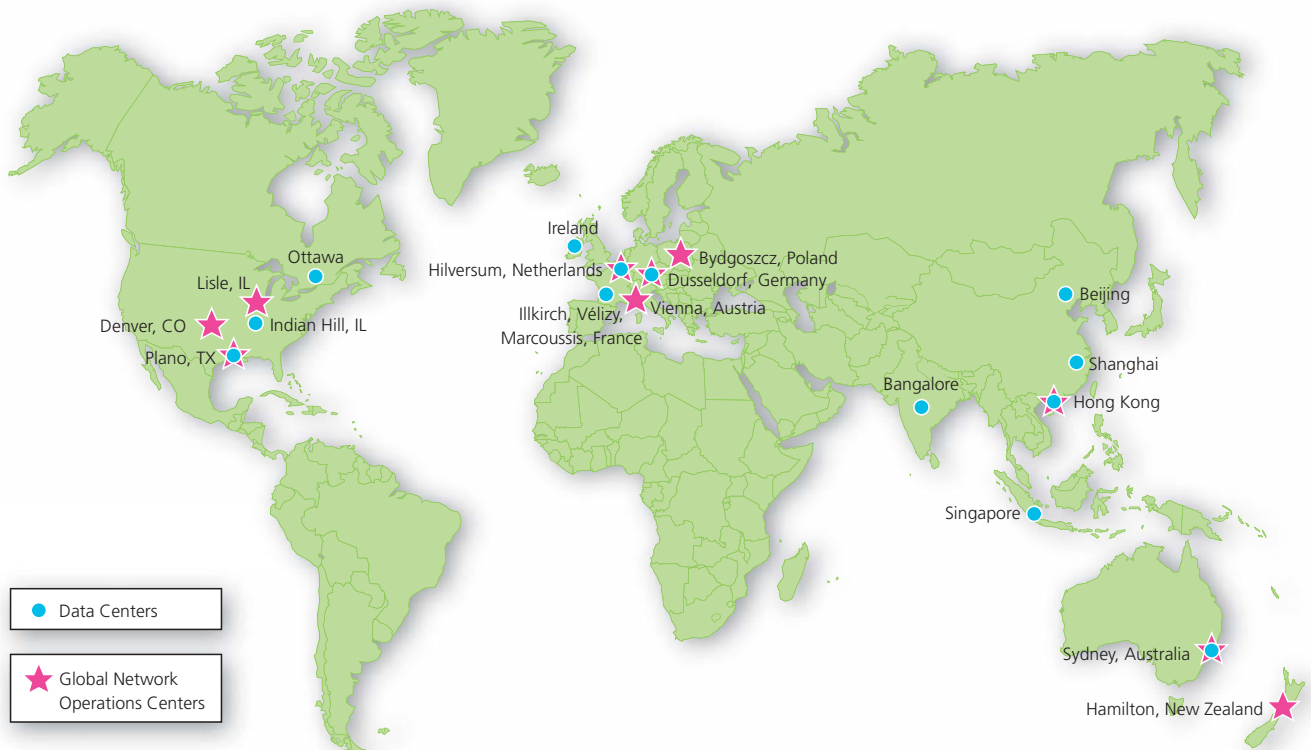 Ottawa
Lisle, IL
Denver, CO
Indian Hill, IL
Plano, TX
Ireland
Hilversum, Netherlands
Bydgoszcz, Poland
Dusseldorf, Germany
Illkirch, Vélizy,
Marcoussis, France
Vienna, Austria
Beijing
Shanghai
Bangalore
Hong Kong
Singapore
Sydney, Australia
Hamilton, New Zealand
Data Centers
Global Network
Operations Centers